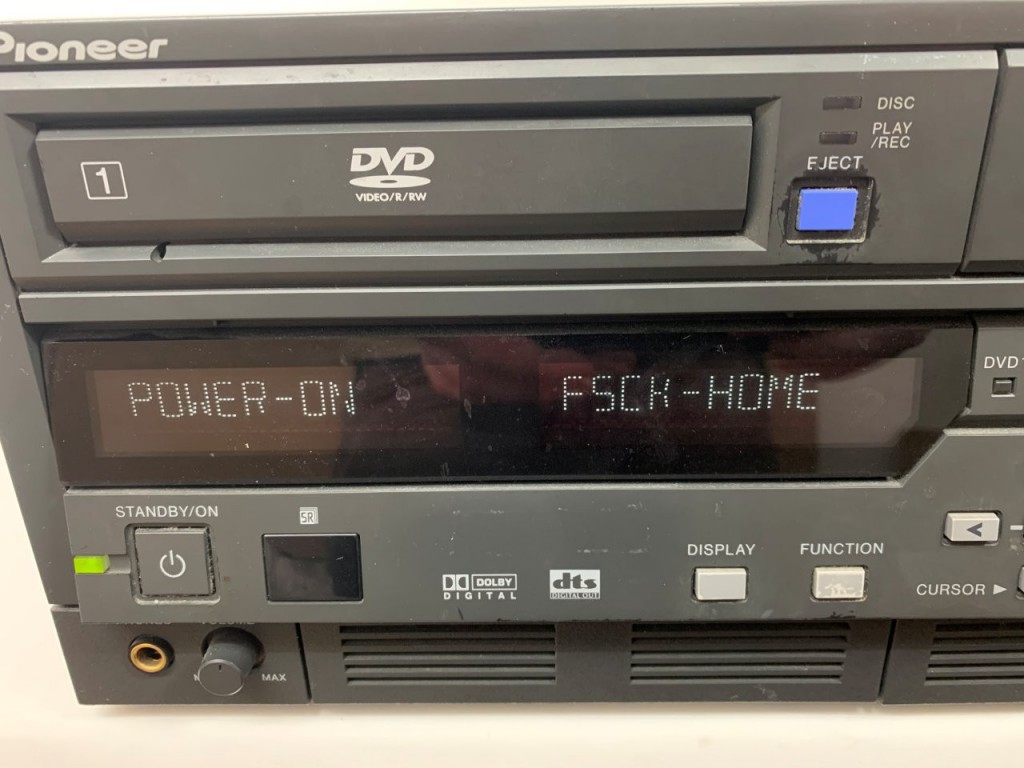 Pioneer
DISC
PLAY
/REC
EJECT
1
DVD
VIDEO/R/RW
POWER-ON
FSCK-HOME
DVD
STANDBY/ON
SR
DISPLAY
FUNCTION
DOLBY
DIGITAL
dts
DIGITAL OUT
CURSOR ►
MAX